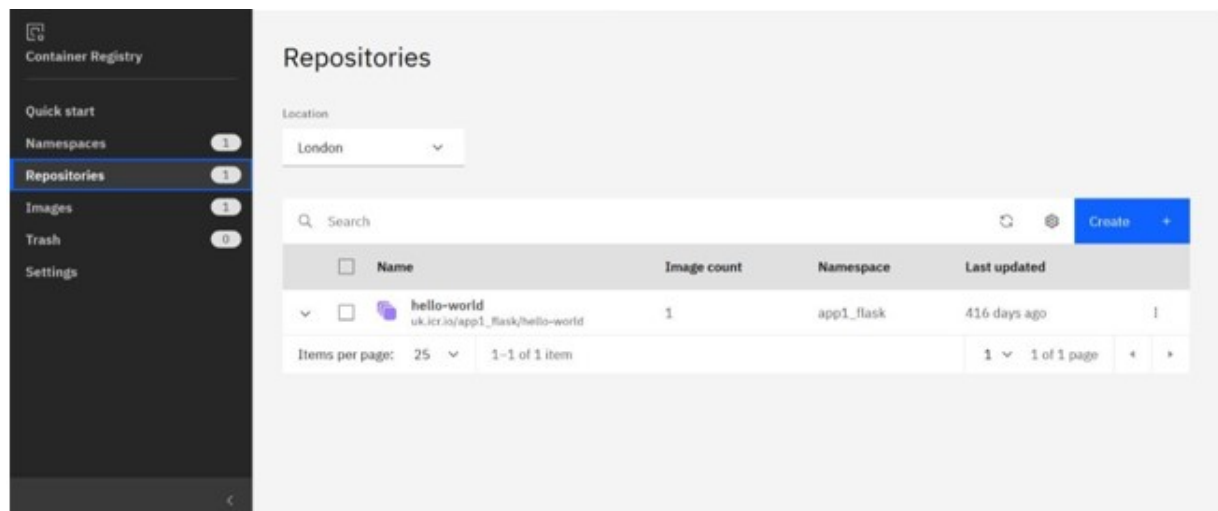 Container Registry
Quick start
Namespaces 1
Repositories 1
Images 1
Trash 0
Settings
Repositories
Location
London
Search
Create +
Name Image count Namespace Last updated
hello-world 1 app1_flask 416 days ago
uk.icr.io/app1_flask/hello-world
Items per page: 25 1–1 of 1 item 1 1 of 1 page